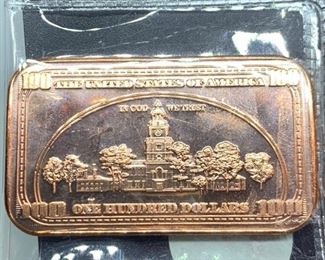 100 THE UNITED STATES OF AMERICA 100
IN GOD WE TRUST
100 ONE HUNDRED DOLLARS 100